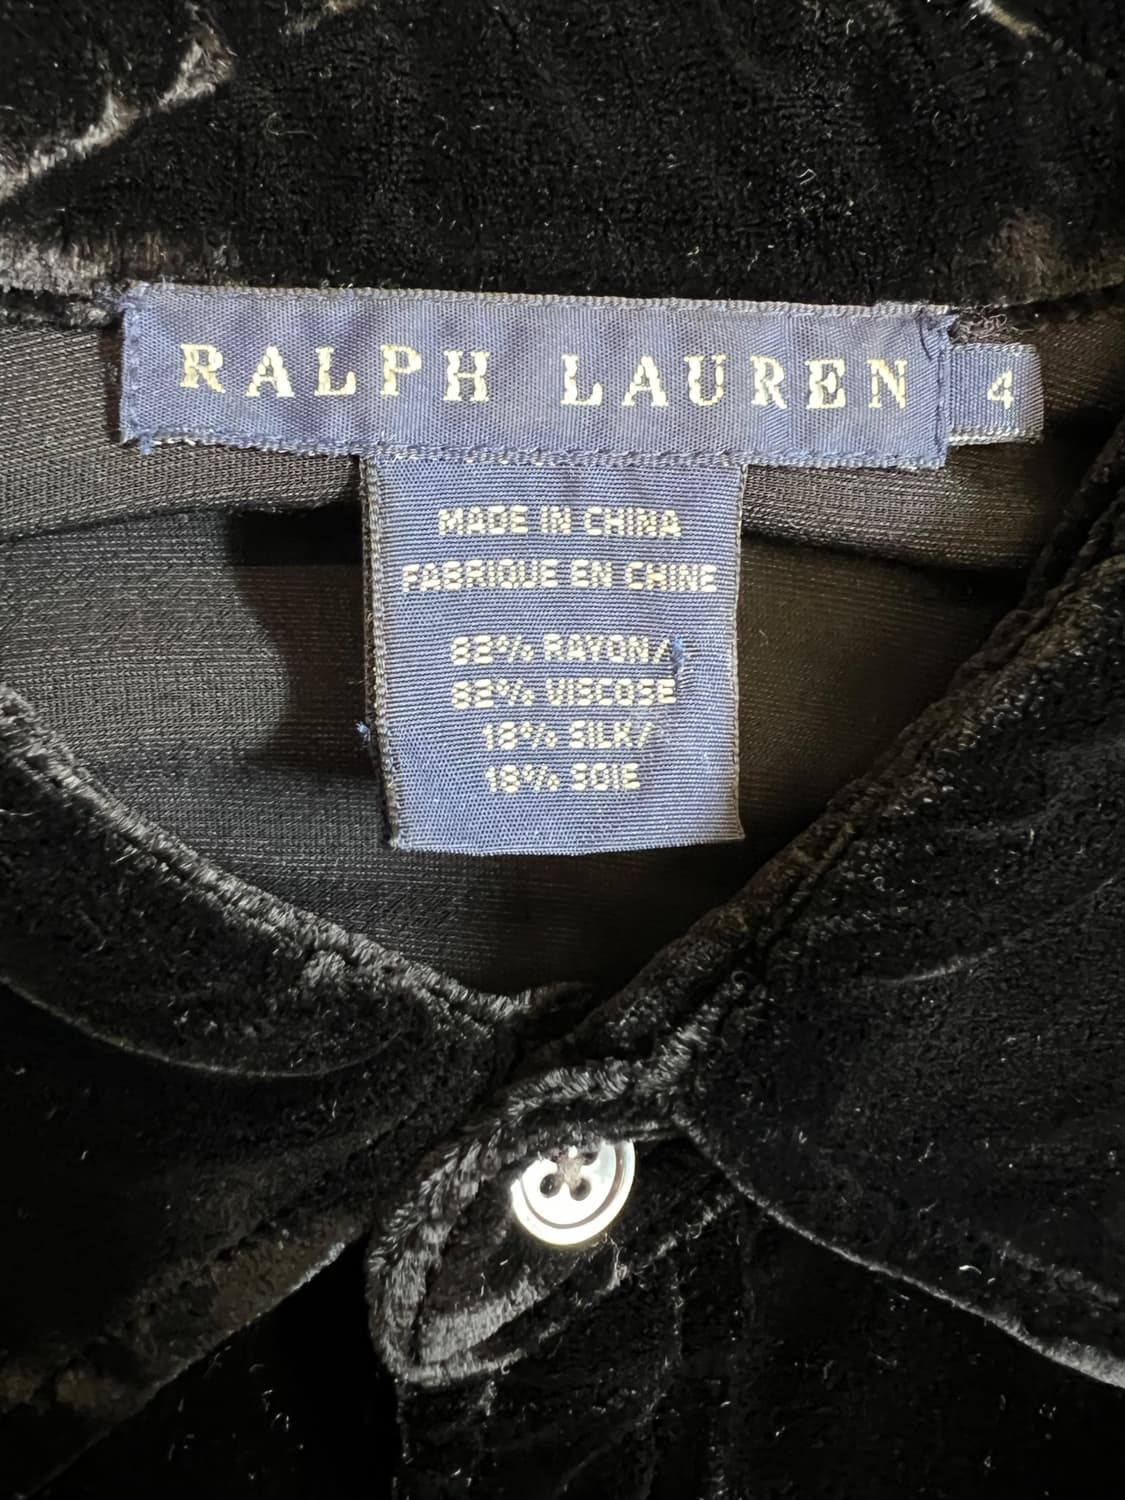 RALPH LAUREN 4
MADE IN CHINA
FABRIQUE EN CHINE
82% RAYON/
82% VISCOSE
18% SILK/
18% SOIE